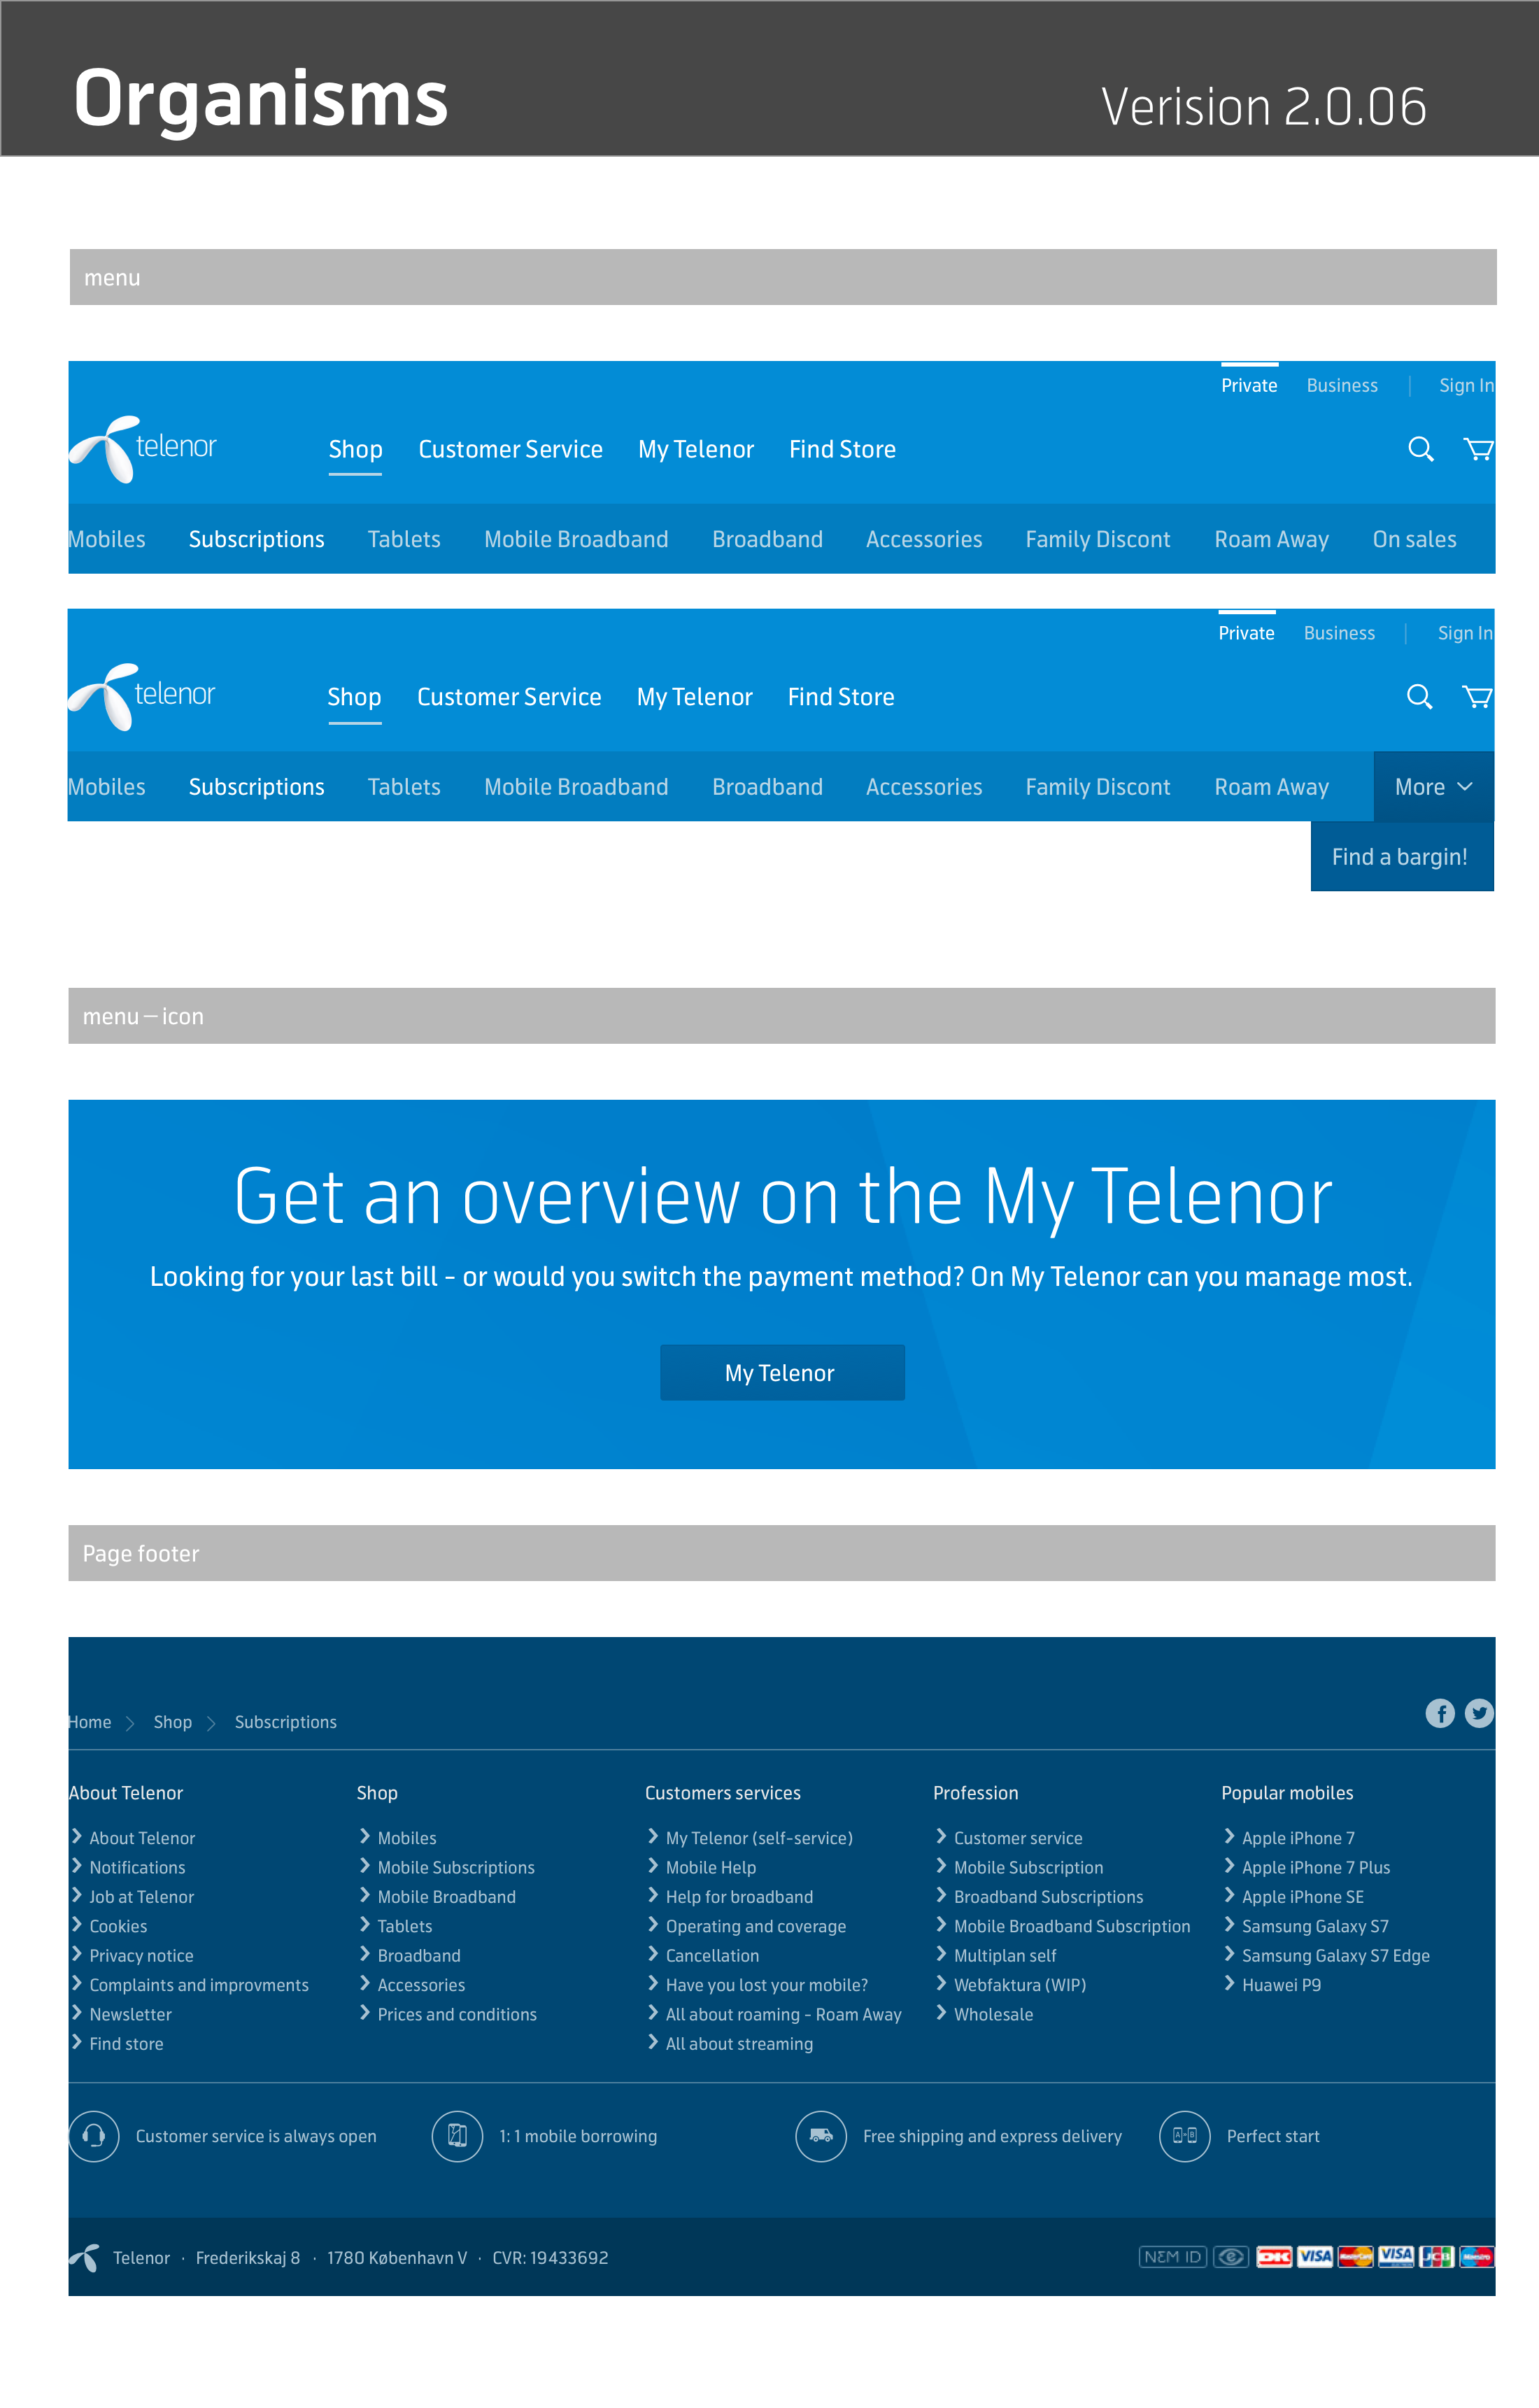 Organisms
Verision 2.0.06
menu
Private Business Sign In
telenor Shop Customer Service My Telenor Find Store
Mobiles Subscriptions Tablets Mobile Broadband Broadband Accessories Family Discont Roam Away On sales
Private Business Sign In
telenor Shop Customer Service My Telenor Find Store
Mobiles Subscriptions Tablets Mobile Broadband Broadband Accessories Family Discont Roam Away More
Find a bargin!
menu – icon
Get an overview on the My Telenor
Looking for your last bill - or would you switch the payment method? On My Telenor can you manage most.
My Telenor
Page footer
Home Shop Subscriptions
About Telenor
About Telenor
Notifications
Job at Telenor
Cookies
Privacy notice
Complaints and improvments
Newsletter
Find store
Shop
Mobiles
Mobile Subscriptions
Mobile Broadband
Tablets
Broadband
Accessories
Prices and conditions
Customers services
My Telenor (self-service)
Mobile Help
Help for broadband
Operating and coverage
Cancellation
Have you lost your mobile?
All about roaming - Roam Away
All about streaming
Profession
Customer service
Mobile Subscription
Broadband Subscriptions
Mobile Broadband Subscription
Multiplan self
Webfaktura (WIP)
Wholesale
Popular mobiles
Apple iPhone 7
Apple iPhone 7 Plus
Apple iPhone SE
Samsung Galaxy S7
Samsung Galaxy S7 Edge
Huawei P9
Customer service is always open
1: 1 mobile borrowing
Free shipping and express delivery
A B
Perfect start
Telenor · Frederikskaj 8 · 1780 København V · CVR: 19433692
NEM ID DK VISA MasterCard VISA JCB Maestro